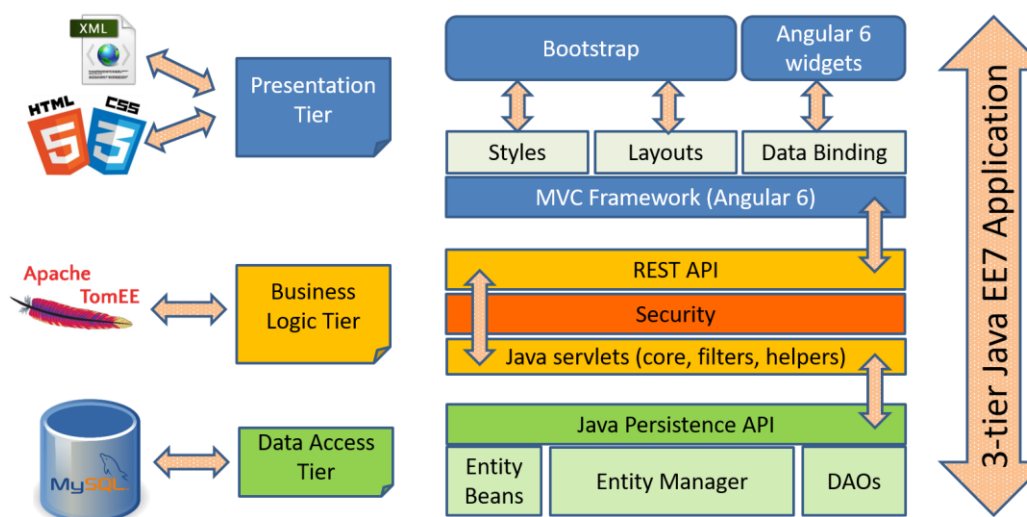 XML
HTML
CSS
5
3
Presentation
Tier
Bootstrap
Angular 6
widgets
Styles
Layouts
Data Binding
MVC Framework (Angular 6)
Apache
TomEE
Business
Logic Tier
REST API
Security
Java servlets (core, filters, helpers)
MySQL
Data Access
Tier
Java Persistence API
Entity
Beans
Entity Manager
DAOs
3-tier Java EE7 Application